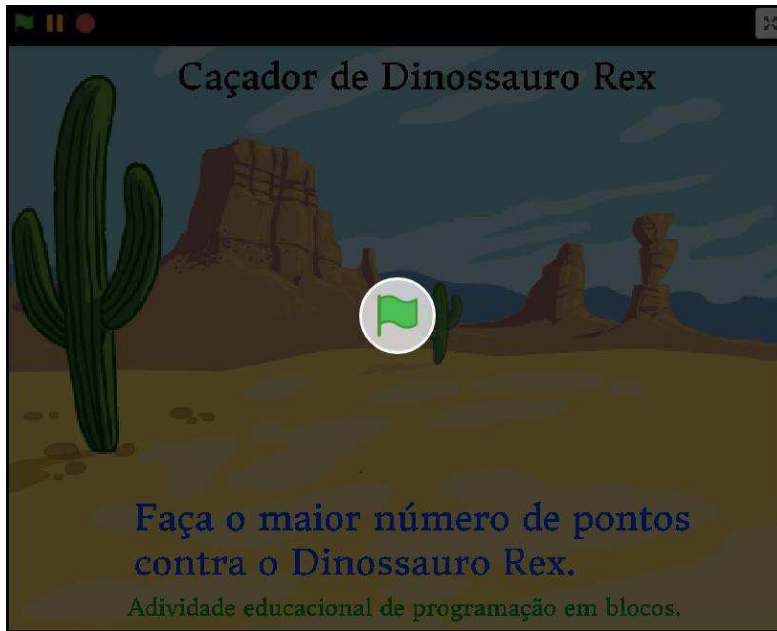 Caçador de Dinossauro Rex
Faça o maior número de pontos
contra o Dinossauro Rex.
Adividade educacional de programação em blocos.